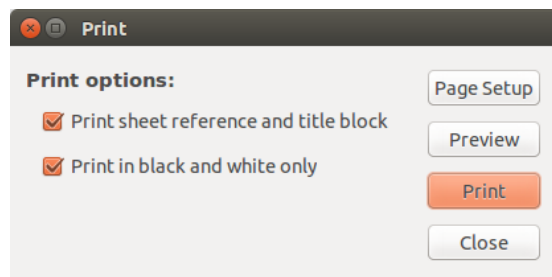 Print
Print options:
Print sheet reference and title block
Print in black and white only
Page Setup
Preview
Print
Close